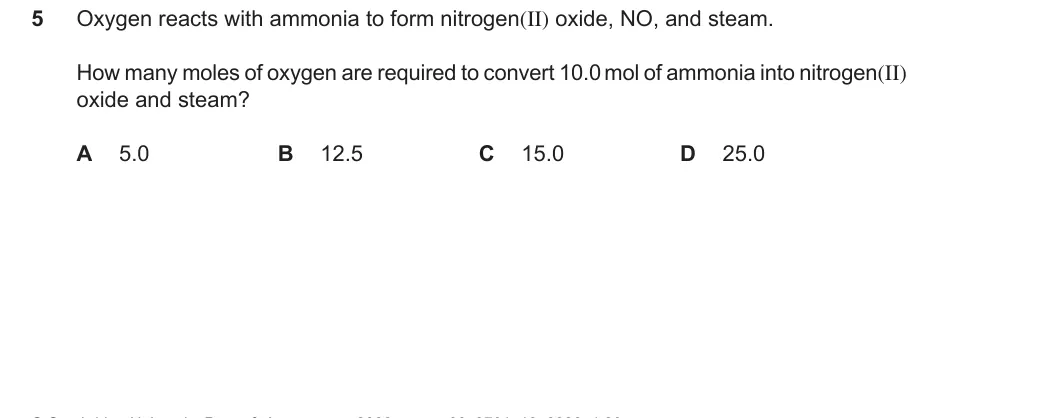 5 Oxygen reacts with ammonia to form nitrogen(II) oxide, NO, and steam.
How many moles of oxygen are required to convert 10.0 mol of ammonia into nitrogen(II)
oxide and steam?
A 5.0 B 12.5 C 15.0 D 25.0